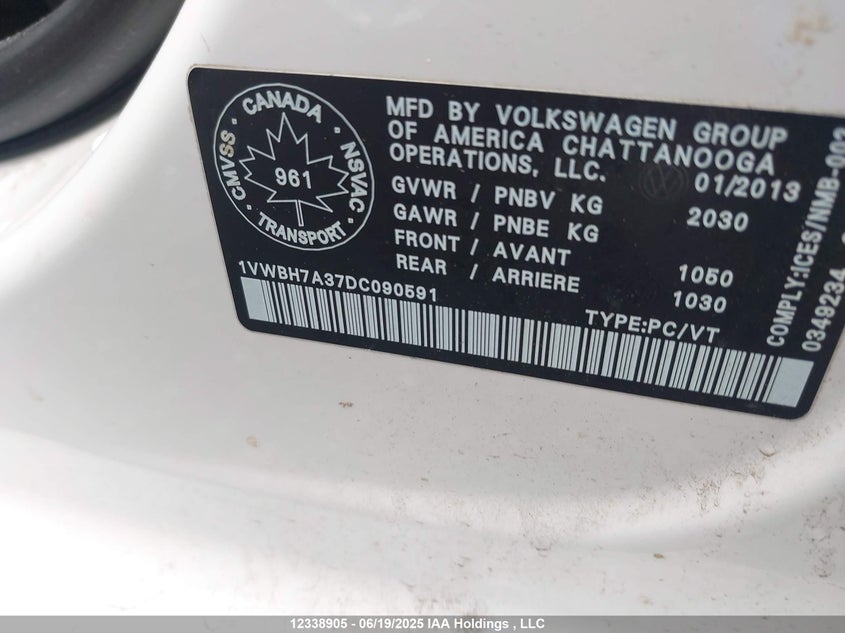 CANADA
CMVSS
NSVAC
961
TRANSPORT
MFD BY VOLKSWAGEN GROUP
OF AMERICA CHATTANOOGA
OPERATIONS, LLC.
01/2013
GVWR / PNBV KG 2030
GAWR / PNBE KG
FRONT / AVANT 1050
REAR / ARRIERE 1030
1VWBH7A37DC090591
TYPE:PC/VT
COMPLY:ICES/NMB-003
0349234
12338905 - 06/19/2025 IAA Holdings , LLC